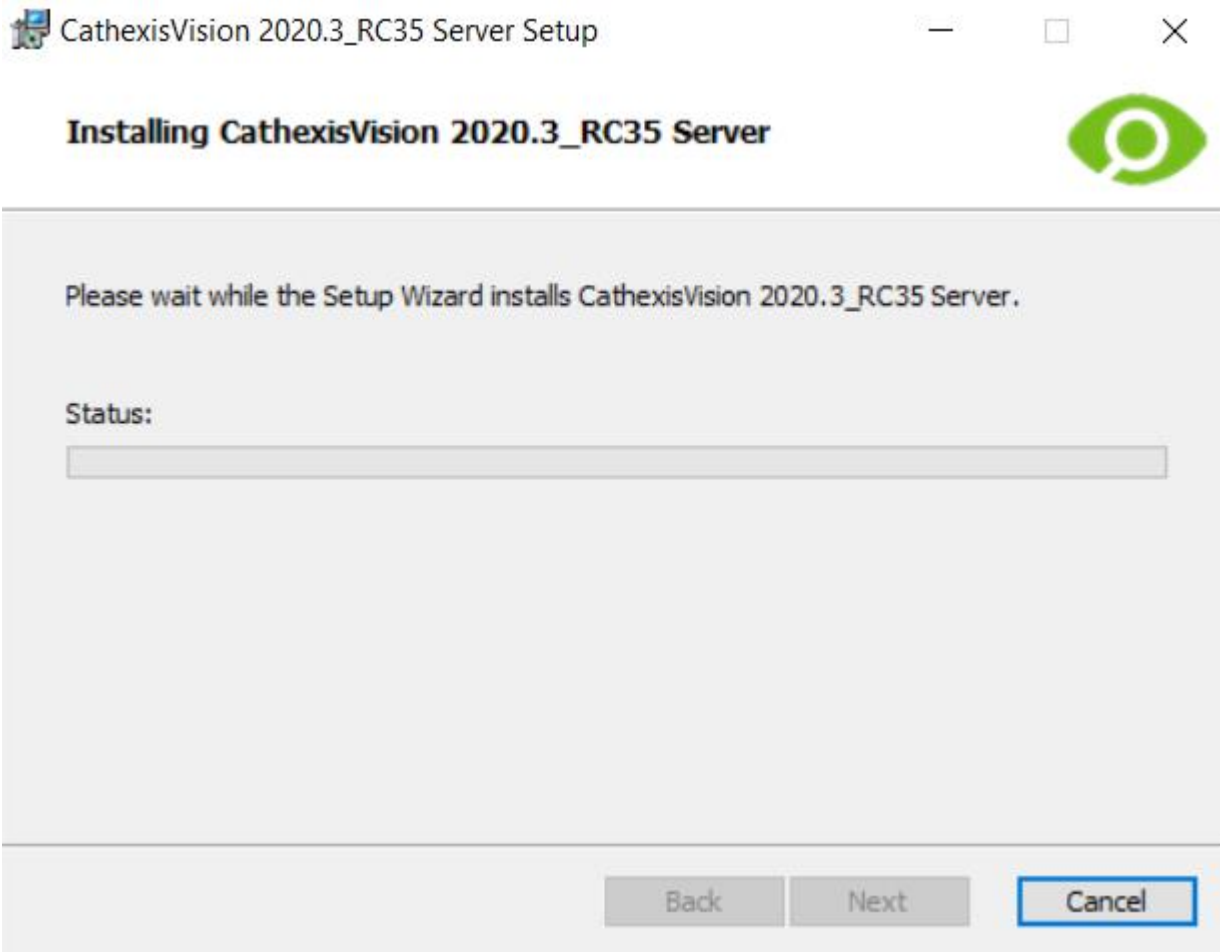 CathexisVision 2020.3_RC35 Server Setup
Installing CathexisVision 2020.3_RC35 Server
Please wait while the Setup Wizard installs CathexisVision 2020.3_RC35 Server.
Status:
Back Next Cancel